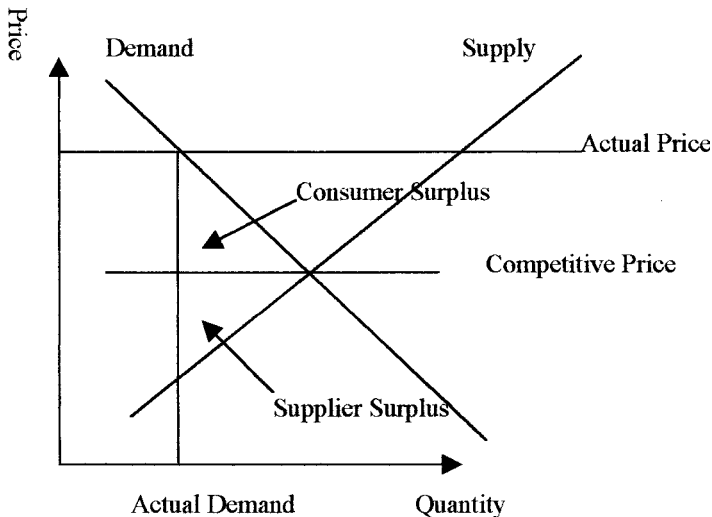 Price
Demand
Supply
Actual Price
Consumer Surplus
Competitive Price
Supplier Surplus
Actual Demand
Quantity